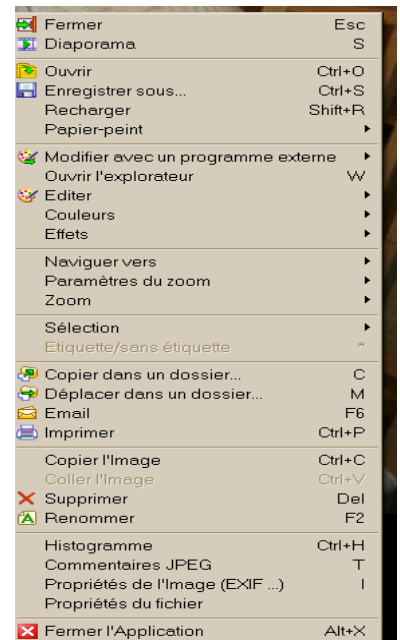 Fermer Esc
Diaporama S
Ouvrir Ctrl+O
Enregistrer sous... Ctrl+S
Recharger Shift+R
Papier-peint
Modifier avec un programme externe
Ouvrir l'explorateur W
Editer
Couleurs
Effets
Naviguer vers
Paramètres du zoom
Zoom
Sélection
Etiquette/sans étiquette *
Copier dans un dossier... C
Déplacer dans un dossier... M
Email F6
Imprimer Ctrl+P
Copier l'Image Ctrl+C
Coller l'Image Ctrl+V
Supprimer Del
Renommer F2
Histogramme Ctrl+H
Commentaires JPEG T
Propriétés de l'Image (EXIF ...) I
Propriétés du fichier
Fermer l'Application Alt+X